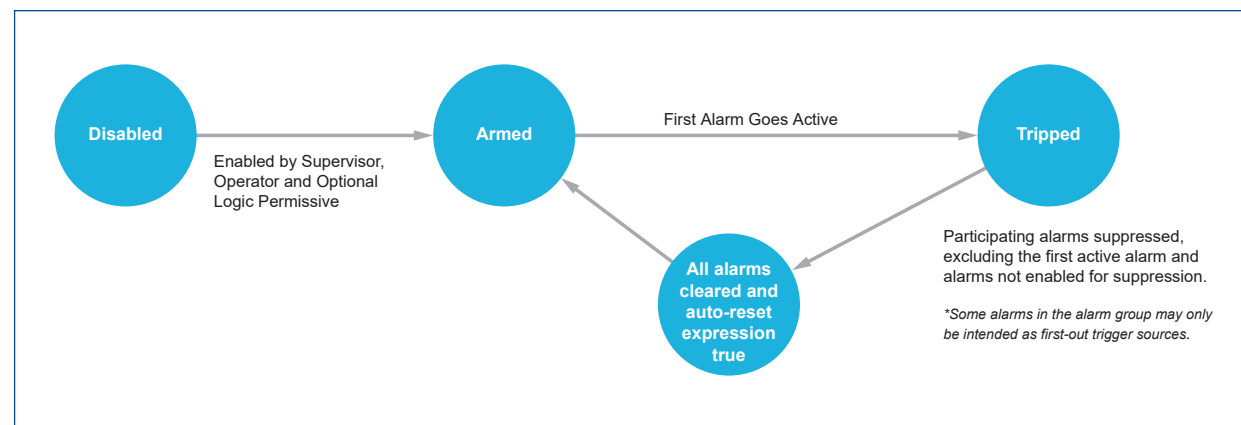 Disabled
Armed
First Alarm Goes Active
Tripped
Enabled by Supervisor,
Operator and Optional
Logic Permissive
All alarms
cleared and
auto-reset
expression
true
Participating alarms suppressed,
excluding the first active alarm and
alarms not enabled for suppression.
*Some alarms in the alarm group may only
be intended as first-out trigger sources.